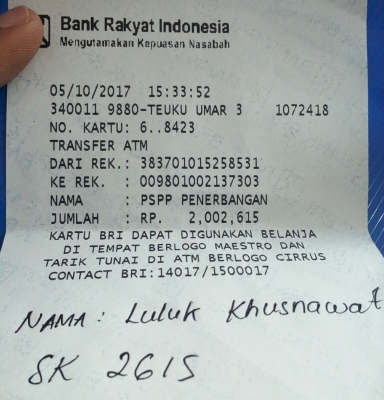 Bank Rakyat Indonesia
Mengutamakan Kepuasan Nasabah
05/10/2017 15:33:52
340011 9880-TEUKU UMAR 3 1072418
NO. KARTU: 6..8423
TRANSFER ATM
DARI REK.: 383701015258531
KE REK. : 009801002137303
NAMA : PSPP PENERBANGAN
JUMLAH : RP. 2,002,615
KARTU BRI DAPAT DIGUNAKAN BELANJA
DI TEMPAT BERLOGO MAESTRO DAN
TARIK TUNAI DI ATM BERLOGO CIRRUS
CONTACT BRI:14017/1500017
NAMA : Luluk Khusnawat
SK 2615